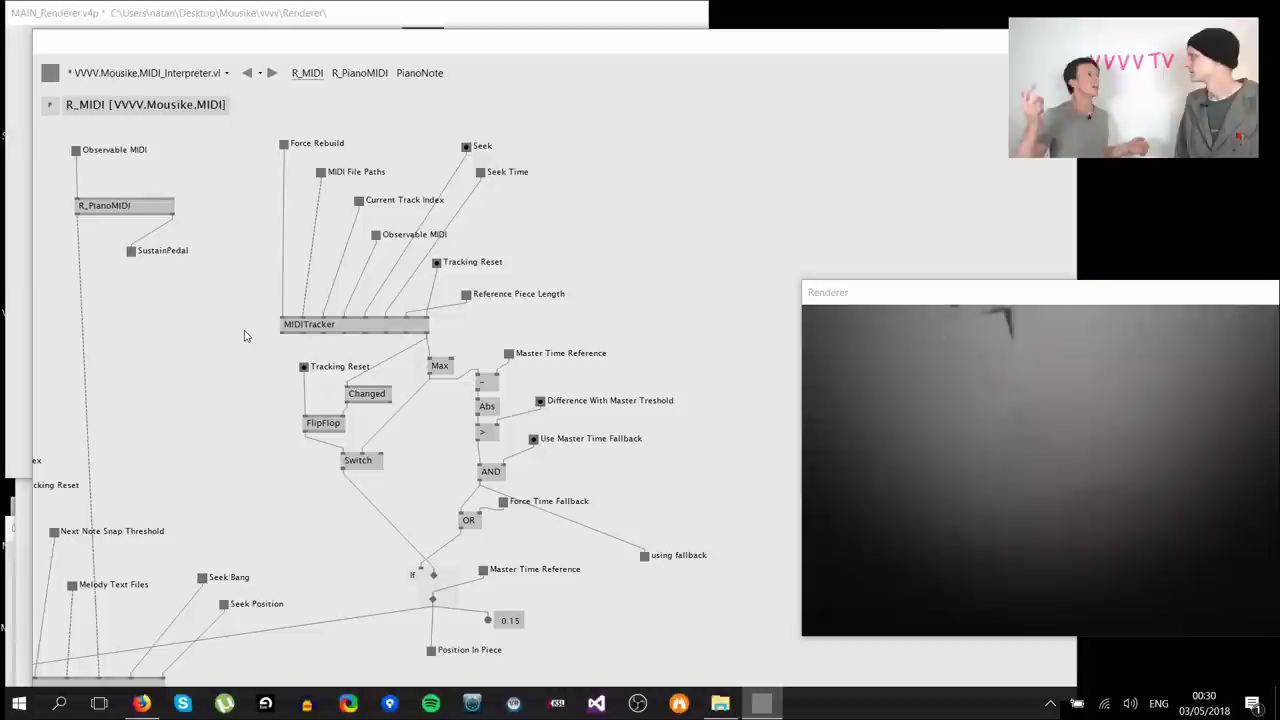 MAIN_Renderer.v4p * C:\Users\natan\Desktop\Mousiké\vvvv\Renderer\
VVVV TV
* VVVV.Mousike.MIDI_Interpreter.vl
R_MIDI R_PianoMIDI PianoNote
P R_MIDI [VVVV.Mousike.MIDI]
Observable MIDI
Force Rebuild
Seek
MIDI File Paths
Seek Time
Current Track Index
R_PianoMIDI
Observable MIDI
SustainPedal
Tracking Reset
Reference Piece Length
Renderer
MIDITracker
Master Time Reference
Tracking Reset
Max
Changed
-
Difference With Master Treshold
Abs
FlipFlop
>
Use Master Time Fallback
ex
Switch
AND
cking Reset
Force Time Fallback
OR
Next Note Snap Threshold
using fallback
If
Master Time Reference
Seek Bang
Melody Text Files
Seek Position
0.15
Position In Piece
ENG
00:30
03/05/2018
1